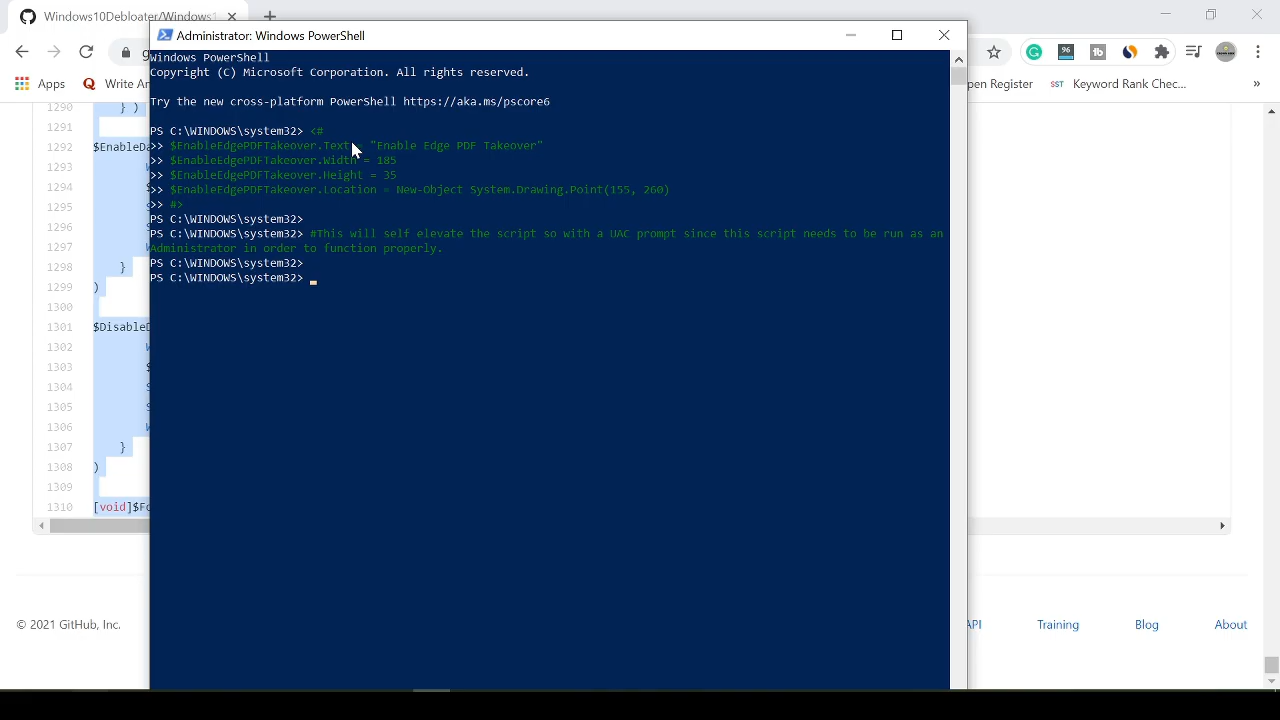 Windows10Debloater/Windows1
Administrator: Windows PowerShell
Apps
Write An
pen Register
SST Keyword Rank Chec...
»
Windows PowerShell
Copyright (C) Microsoft Corporation. All rights reserved.
Try the new cross-platform PowerShell https://aka.ms/pscore6
PS C:\WINDOWS\system32> <#
>> $EnableEdgePDFTakeover.Text = "Enable Edge PDF Takeover"
>> $EnableEdgePDFTakeover.Width = 185
>> $EnableEdgePDFTakeover.Height = 35
>> $EnableEdgePDFTakeover.Location = New-Object System.Drawing.Point(155, 260)
>> #>
PS C:\WINDOWS\system32>
PS C:\WINDOWS\system32> #This will self elevate the script so with a UAC prompt since this script needs to be run as an
Administrator in order to function properly.
PS C:\WINDOWS\system32>
PS C:\WINDOWS\system32>
1290 } )
1291
1292 $EnableDa
1293 W
1294 $
1295
1296
1297 W
1298 }
1299 )
1300
1301 $DisableD
1302 W
1303 $
1304
1305
1306 W
1307 }
1308 )
1309
1310 [void]$Fo
© 2021 GitHub, Inc.
API
Training
Blog
About